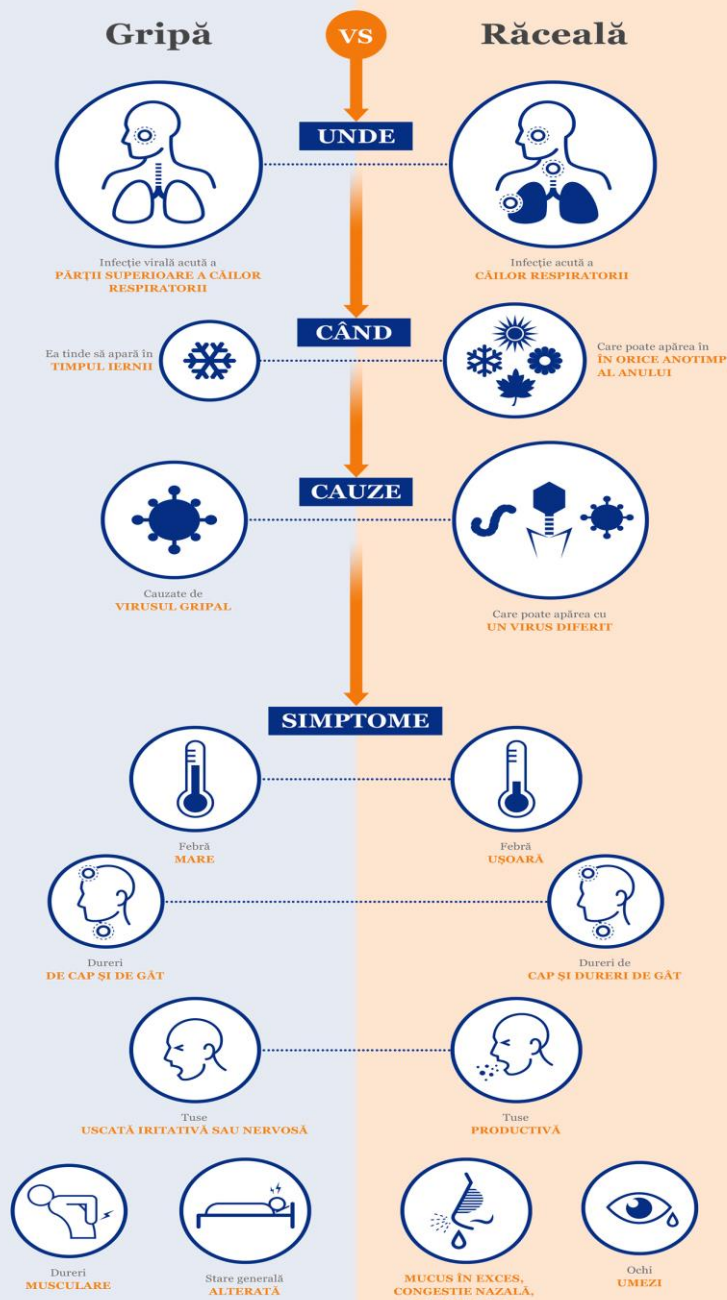 Gripă
VS
Răceală
UNDE
Infecție virală acută a
PĂRȚII SUPERIOARE A CĂILOR
RESPIRATORII
Infecție acută a
CĂILOR RESPIRATORII
CÂND
Ea tinde să apară în
TIMPUL IERNII
Care poate apărea în
ÎN ORICE ANOTIMP
AL ANULUI
CAUZE
Cauzate de
VIRUSUL GRIPAL
Care poate apărea cu
UN VIRUS DIFERIT
SIMPTOME
Febră
MARE
Febră
UȘOARĂ
Dureri
DE CAP ȘI DE GÂT
Dureri de
CAP ȘI DURERI DE GÂT
Tuse
USCATĂ IRITATIVĂ SAU NERVOSĂ
Tuse
PRODUCTIVĂ
Dureri
MUSCULARE
Stare generală
ALTERATĂ
MUCUS ÎN EXCES,
CONGESTIE NAZALĂ,
Ochi
UMEZI